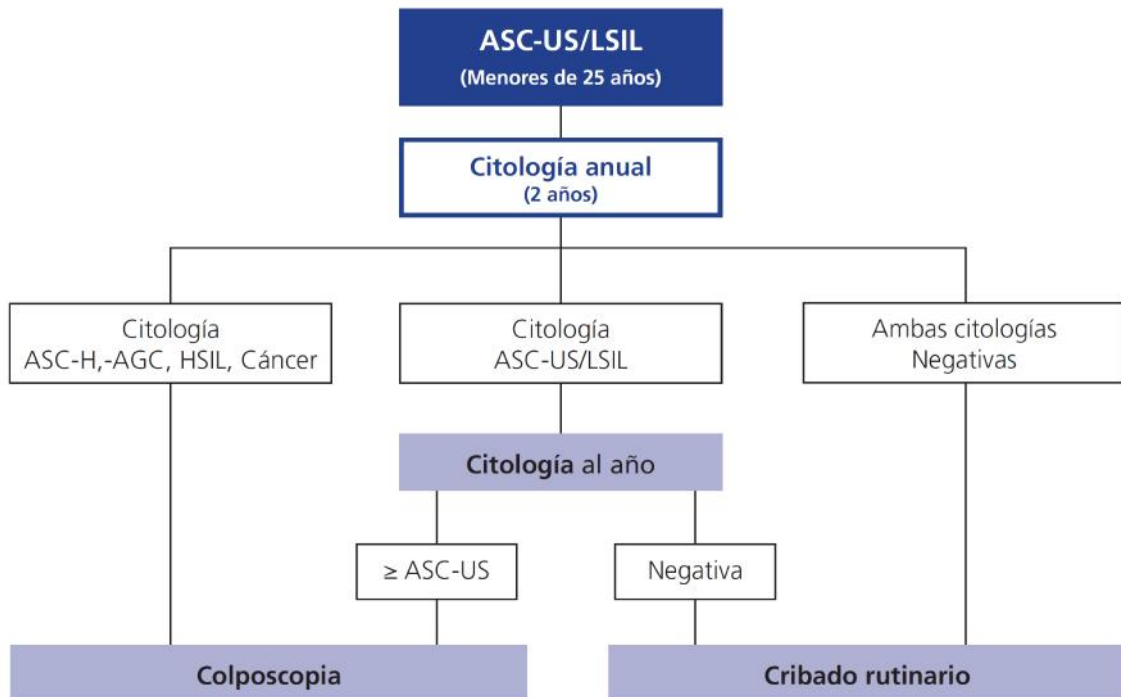 ASC-US/LSIL
(Menores de 25 años)
Citología anual
(2 años)
Citología
ASC-H,-AGC, HSIL, Cáncer
Citología
ASC-US/LSIL
Ambas citologías
Negativas
Citología al año
≥ ASC-US
Negativa
Colposcopia
Cribado rutinario